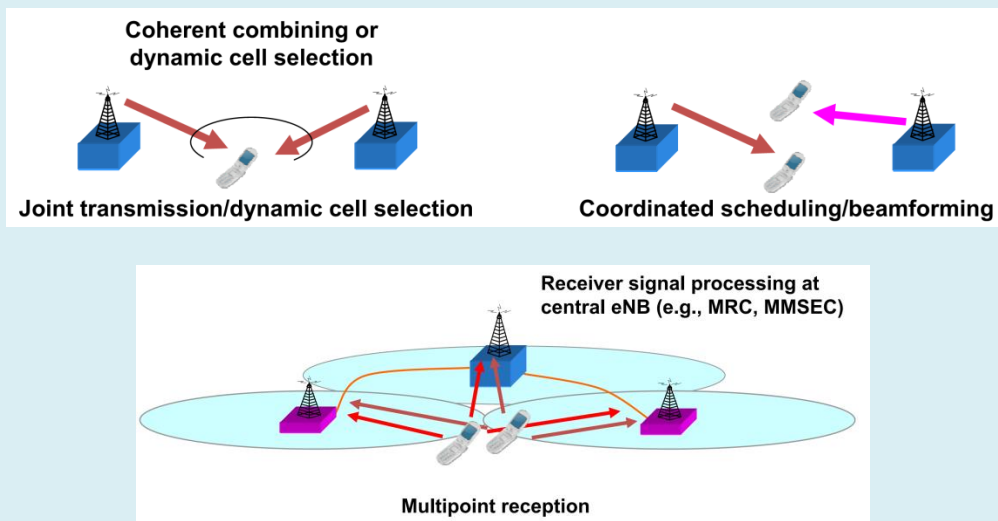 Coherent combining or
dynamic cell selection
Joint transmission/dynamic cell selection
Coordinated scheduling/beamforming
Receiver signal processing at
central eNB (e.g., MRC, MMSEC)
Multipoint reception